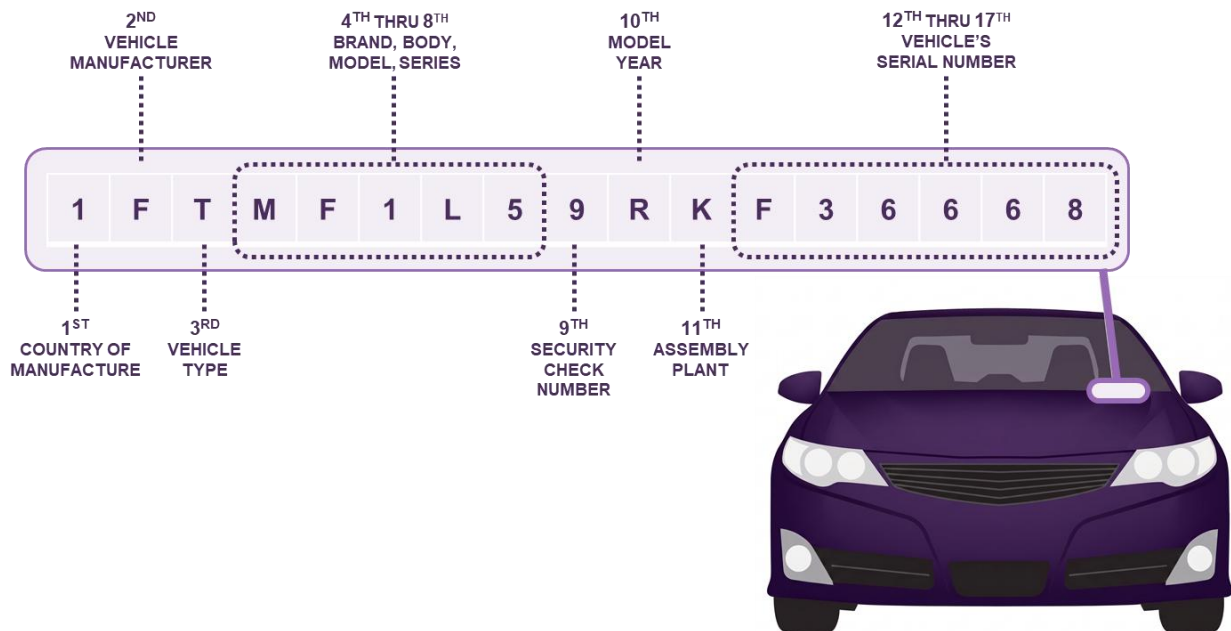 2ND
VEHICLE
MANUFACTURER
4TH THRU 8TH
BRAND, BODY,
MODEL, SERIES
10TH
MODEL
YEAR
12TH THRU 17TH
VEHICLE'S
SERIAL NUMBER
1 F T M F 1 L 5 9 R K F 3 6 6 6 8
1ST
COUNTRY OF
MANUFACTURE
3RD
VEHICLE
TYPE
9TH
SECURITY
CHECK
NUMBER
11TH
ASSEMBLY
PLANT